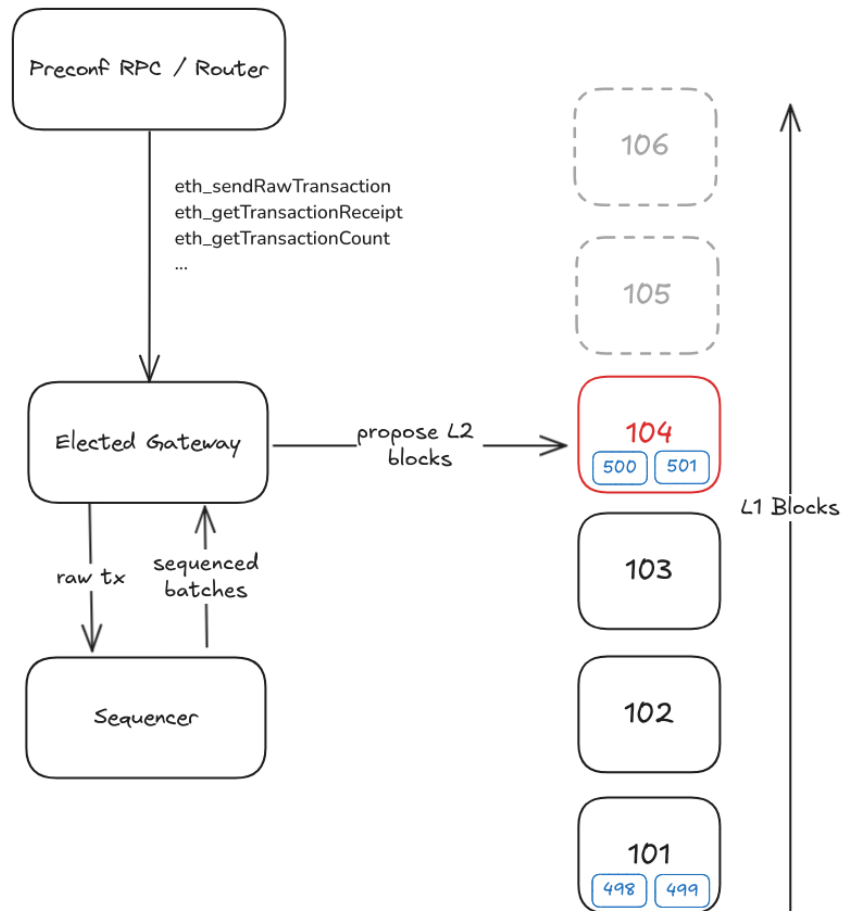 Preconf RPC / Router
eth_sendRawTransaction
eth_getTransactionReceipt
eth_getTransactionCount
...
Elected Gateway
propose L2
blocks
raw tx
sequenced
batches
Sequencer
106
105
104
500 501
103
102
101
498 499
L1 Blocks